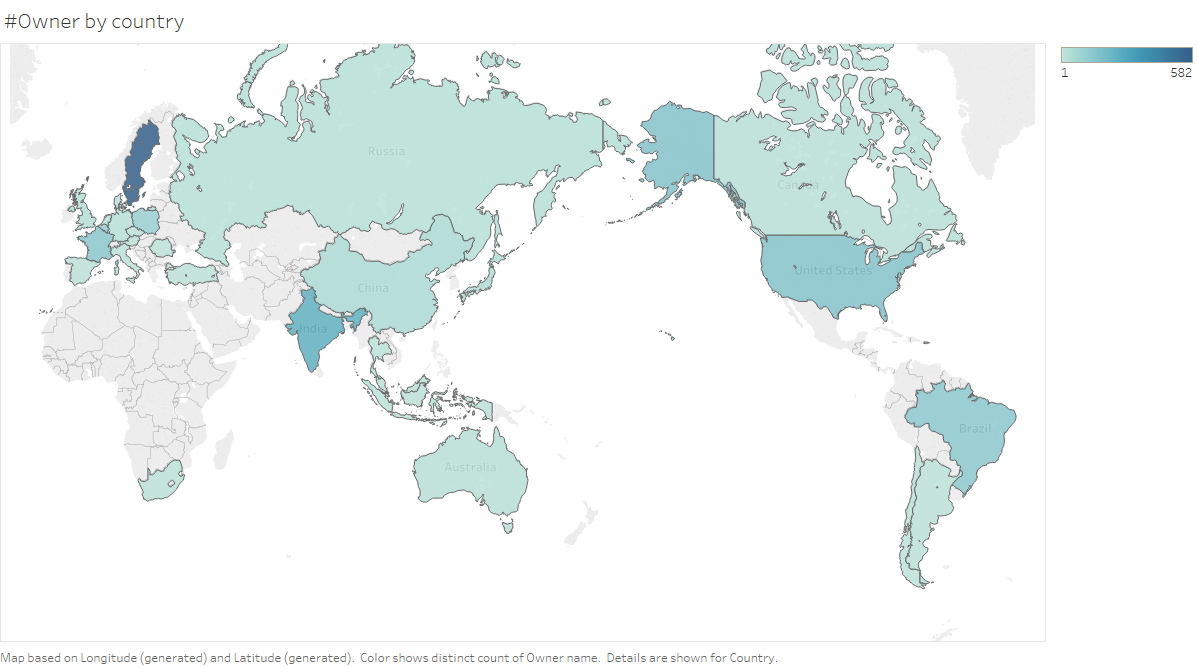 #Owner by country
1 582
Russia
Canada
China
United States
India
Brazil
Australia
Map based on Longitude (generated) and Latitude (generated). Color shows distinct count of Owner name. Details are shown for Country.